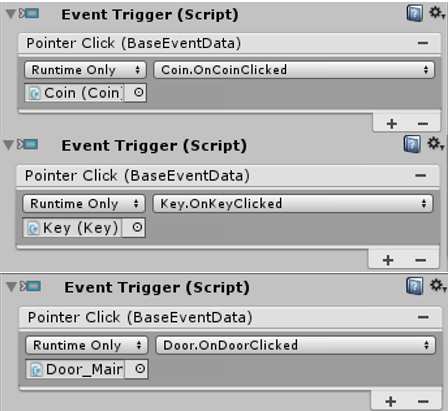 Event Trigger (Script)
Pointer Click (BaseEventData)
Runtime Only Coin.OnCoinClicked
Coin (Coin)
Event Trigger (Script)
Pointer Click (BaseEventData)
Runtime Only Key.OnKeyClicked
Key (Key)
Event Trigger (Script)
Pointer Click (BaseEventData)
Runtime Only Door.OnDoorClicked
Door_Main